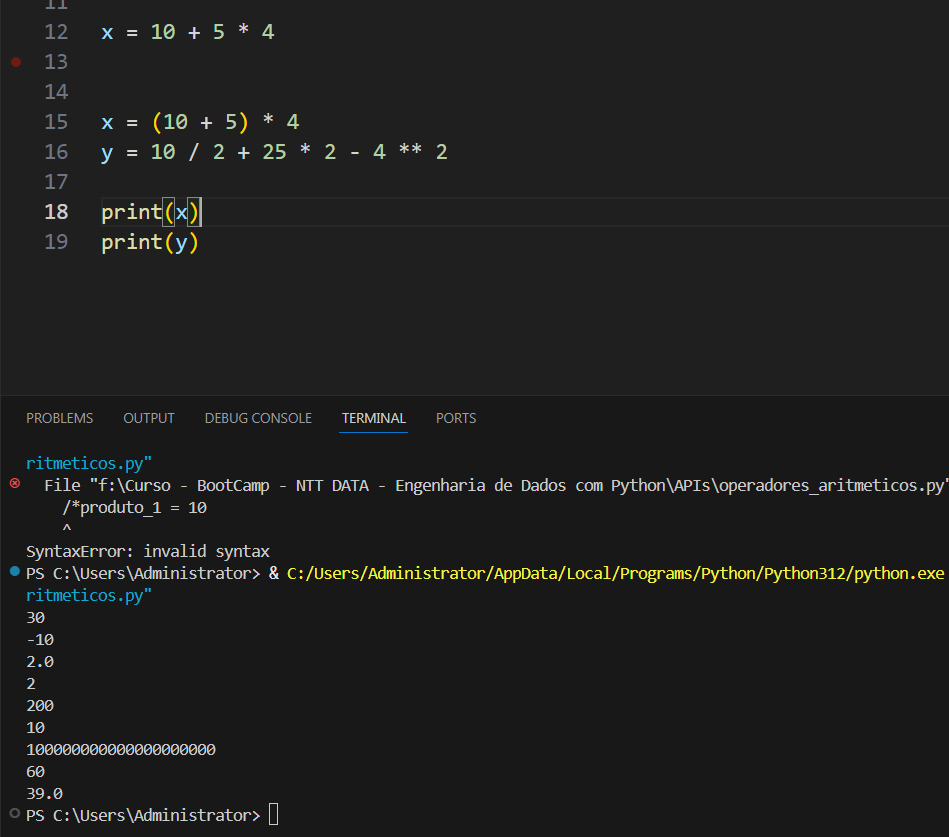 11
12 x = 10 + 5 * 4
13
14
15 x = (10 + 5) * 4
16 y = 10 / 2 + 25 * 2 - 4 ** 2
17
18 print(x)
19 print(y)
PROBLEMS OUTPUT DEBUG CONSOLE TERMINAL PORTS
ritmeticos.py"
File "f:\Curso - BootCamp - NTT DATA - Engenharia de Dados com Python\APIs\operadores_aritmeticos.py"
/*produto_1 = 10
^
SyntaxError: invalid syntax
PS C:\Users\Administrator> & C:/Users/Administrator/AppData/Local/Programs/Python/Python312/python.exe
ritmeticos.py"
30
-10
2.0
2
200
10
100000000000000000000
60
39.0
PS C:\Users\Administrator>